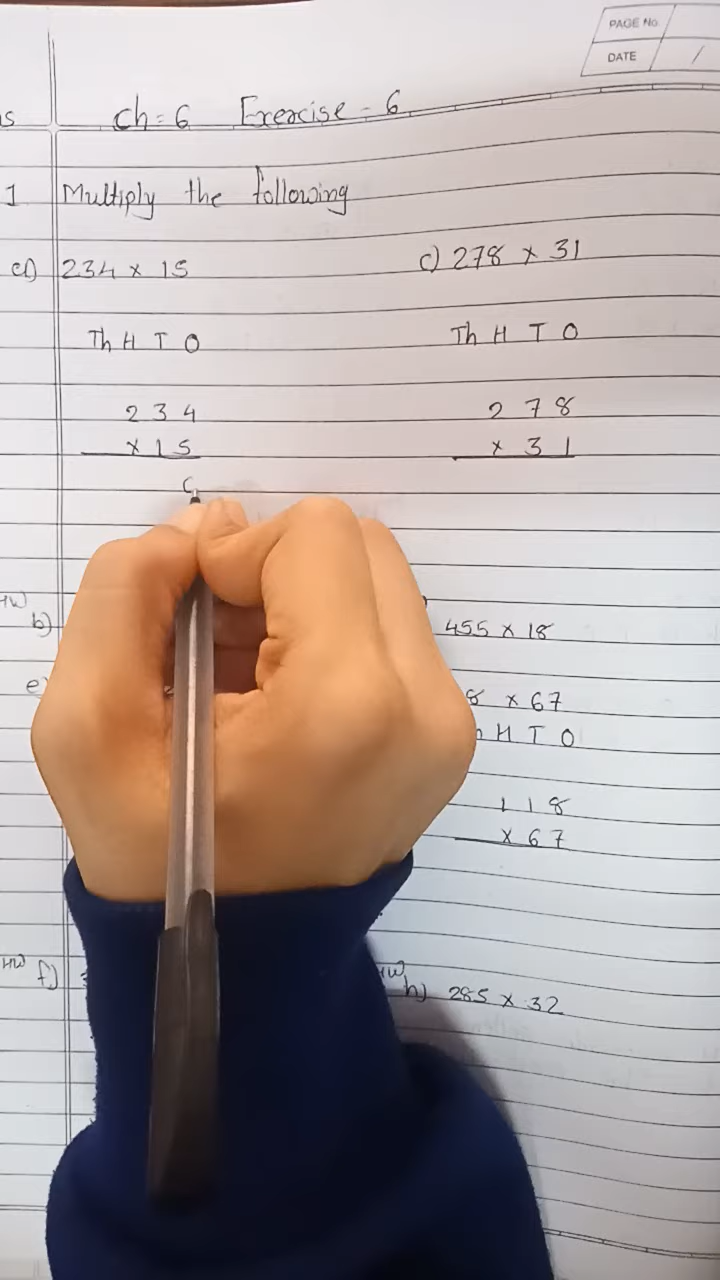 PAGE No.
DATE /
s
Ch = 6 Exercise - 6
1 Multiply the following
a) 234 × 15
c) 278 × 31
Th H T O
Th H T O
2 3 4
2 7 8
× 1 5
× 3 1
HW
b)
455 × 18
e)
8 × 67
H T O
1 1 8
× 6 7
HW f)
HW h) 285 × 32